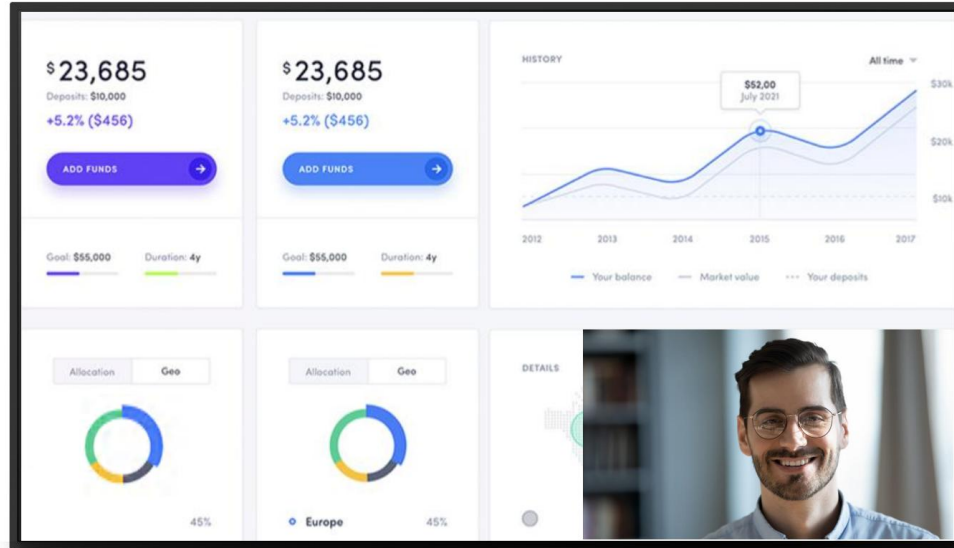 $23,685
Deposits: $10,000
+5.2% ($456)
ADD FUNDS
Goal: $55,000 Duration: 4y
$23,685
Deposits: $10,000
+5.2% ($456)
ADD FUNDS
Goal: $55,000 Duration: 4y
HISTORY
All time
$52,00
July 2021
$30k
$20k
$10k
2012 2013 2014 2015 2016 2017
Your balance Market value Your deposits
Allocation Geo
45%
Allocation Geo
Europe 45%
DETAILS